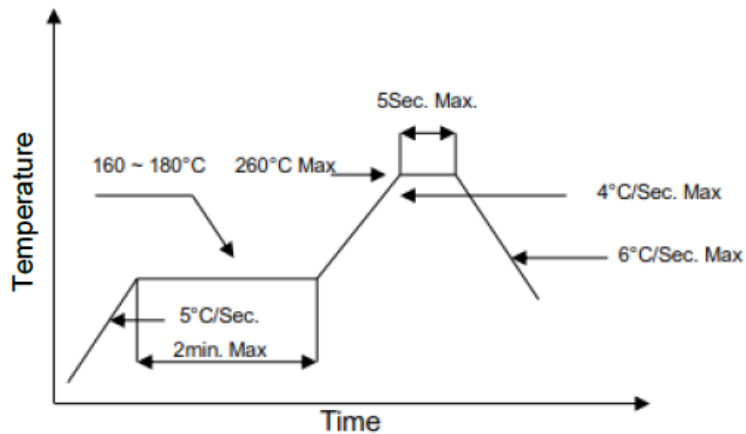 5Sec. Max.
160 ~ 180°C
260°C Max
4°C/Sec. Max
6°C/Sec. Max
5°C/Sec.
2min. Max
Temperature
Time